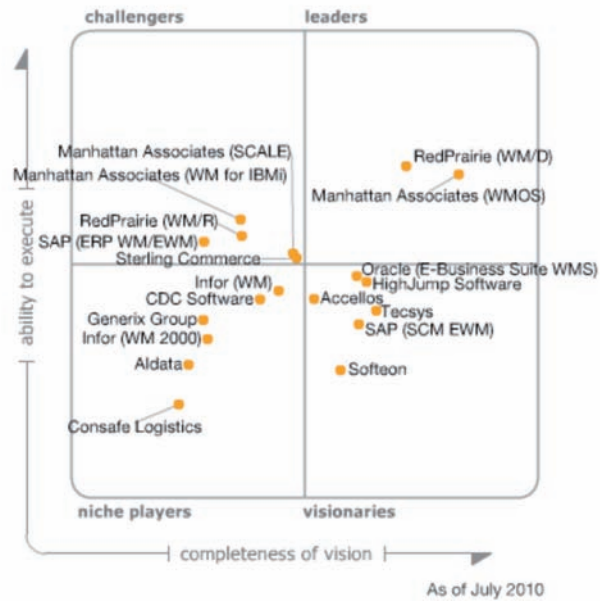 challengers
leaders
Manhattan Associates (SCALE)
Manhattan Associates (WM for IBMi)
RedPrairie (WM/D)
Manhattan Associates (WMOS)
RedPrairie (WM/R)
SAP (ERP WM/EWM)
Sterling Commerce
Oracle (E-Business Suite WMS)
HighJump Software
Infor (WM)
CDC Software
Accellos
Tecsys
Generix Group
SAP (SCM EWM)
Infor (WM 2000)
Aldata
Softeon
Consafe Logistics
niche players
visionaries
ability to execute
completeness of vision
As of July 2010